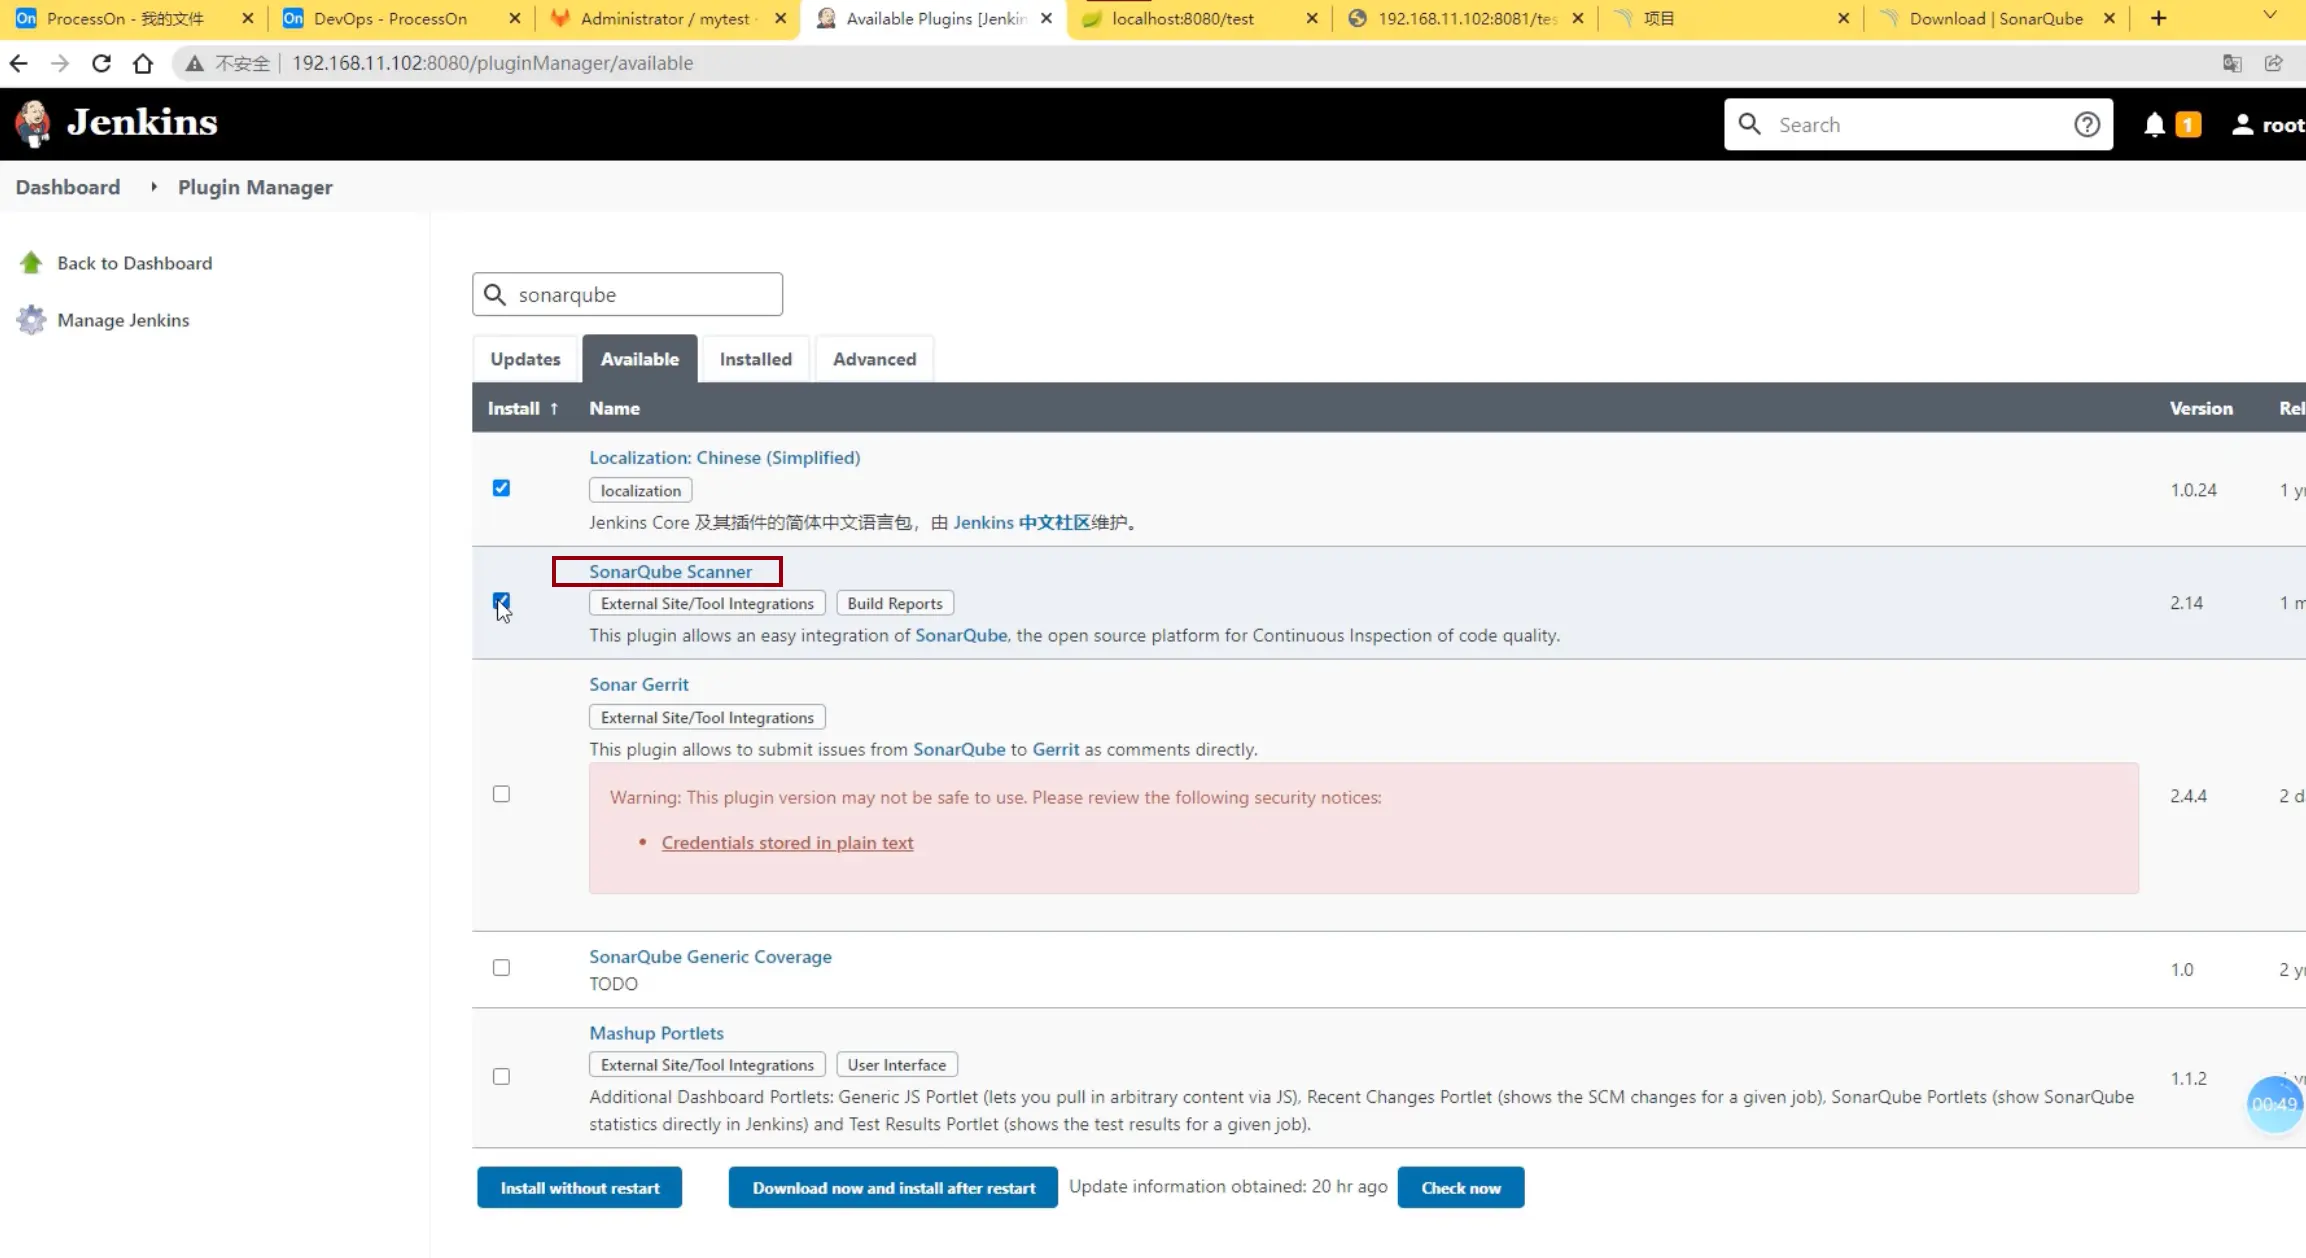 ProcessOn - 我的文件
DevOps - ProcessOn
Administrator / mytest
Available Plugins [Jenkin
localhost:8080/test
192.168.11.102:8081/tes
项目
Download | SonarQube
不安全
192.168.11.102:8080/pluginManager/available
Jenkins
Search
1
root
Dashboard
Plugin Manager
Back to Dashboard
Manage Jenkins
sonarqube
Updates
Available
Installed
Advanced
Install ↑
Name
Version
Rel
Localization: Chinese (Simplified)
localization
Jenkins Core 及其插件的简体中文语言包，由 Jenkins 中文社区维护。
1.0.24
1 yr
SonarQube Scanner
External Site/Tool Integrations
Build Reports
This plugin allows an easy integration of SonarQube, the open source platform for Continuous Inspection of code quality.
2.14
1 m
Sonar Gerrit
External Site/Tool Integrations
This plugin allows to submit issues from SonarQube to Gerrit as comments directly.
Warning: This plugin version may not be safe to use. Please review the following security notices:
• Credentials stored in plain text
2.4.4
2 d
SonarQube Generic Coverage
TODO
1.0
2 yr
Mashup Portlets
External Site/Tool Integrations
User Interface
Additional Dashboard Portlets: Generic JS Portlet (lets you pull in arbitrary content via JS), Recent Changes Portlet (shows the SCM changes for a given job), SonarQube Portlets (show SonarQube
statistics directly in Jenkins) and Test Results Portlet (shows the test results for a given job).
1.1.2
00:49
Install without restart
Download now and install after restart
Update information obtained: 20 hr ago
Check now